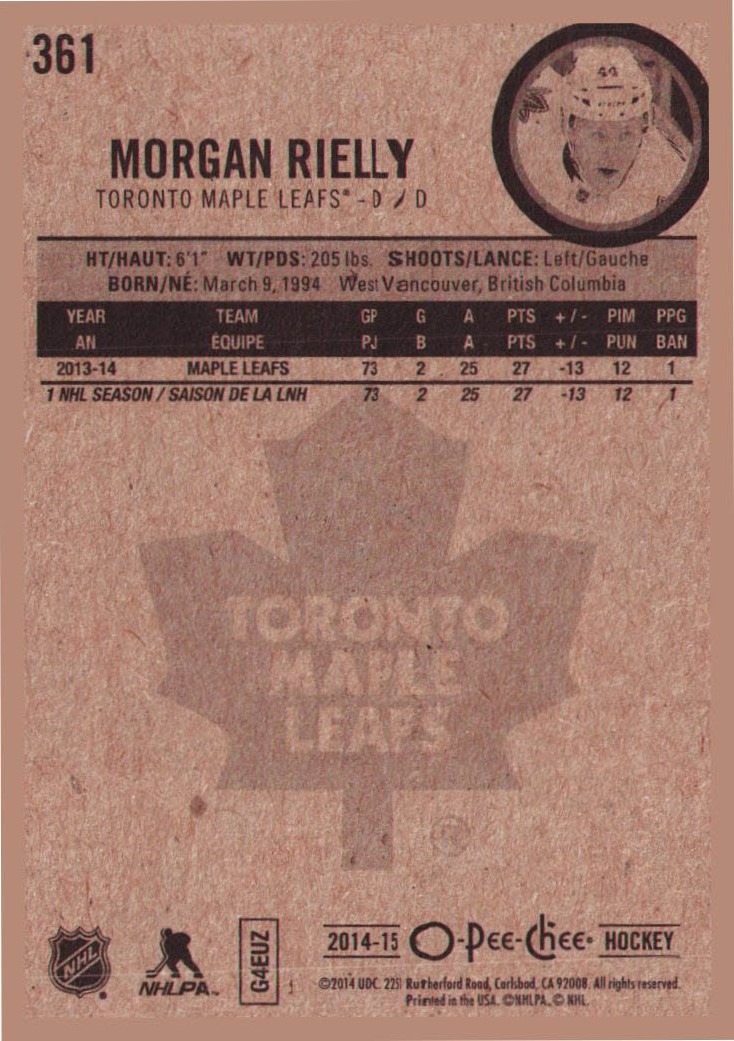 361
44
MORGAN RIELLY
TORONTO MAPLE LEAFS® - D / D
HT/HAUT: 6'1" WT/PDS: 205 lbs. SHOOTS/LANCE: Left/Gauche
BORN/NÉ: March 9, 1994 West Vancouver, British Columbia
YEAR TEAM GP G A PTS +/- PIM PPG
AN ÉQUIPE PJ B A PTS +/- PUN BAN
2013-14 MAPLE LEAFS 73 2 25 27 -13 12 1
1 NHL SEASON / SAISON DE LA LNH 73 2 25 27 -13 12 1
TORONTO
MAPLE
LEAFS
NHL
NHLPA™
G4EUZ
2014-15 O-Pee-Chee® HOCKEY
©2014 UDC. 2251 Rutherford Road, Carlsbad, CA 92008. All rights reserved.
Printed in the USA. ©NHLPA. © NHL.